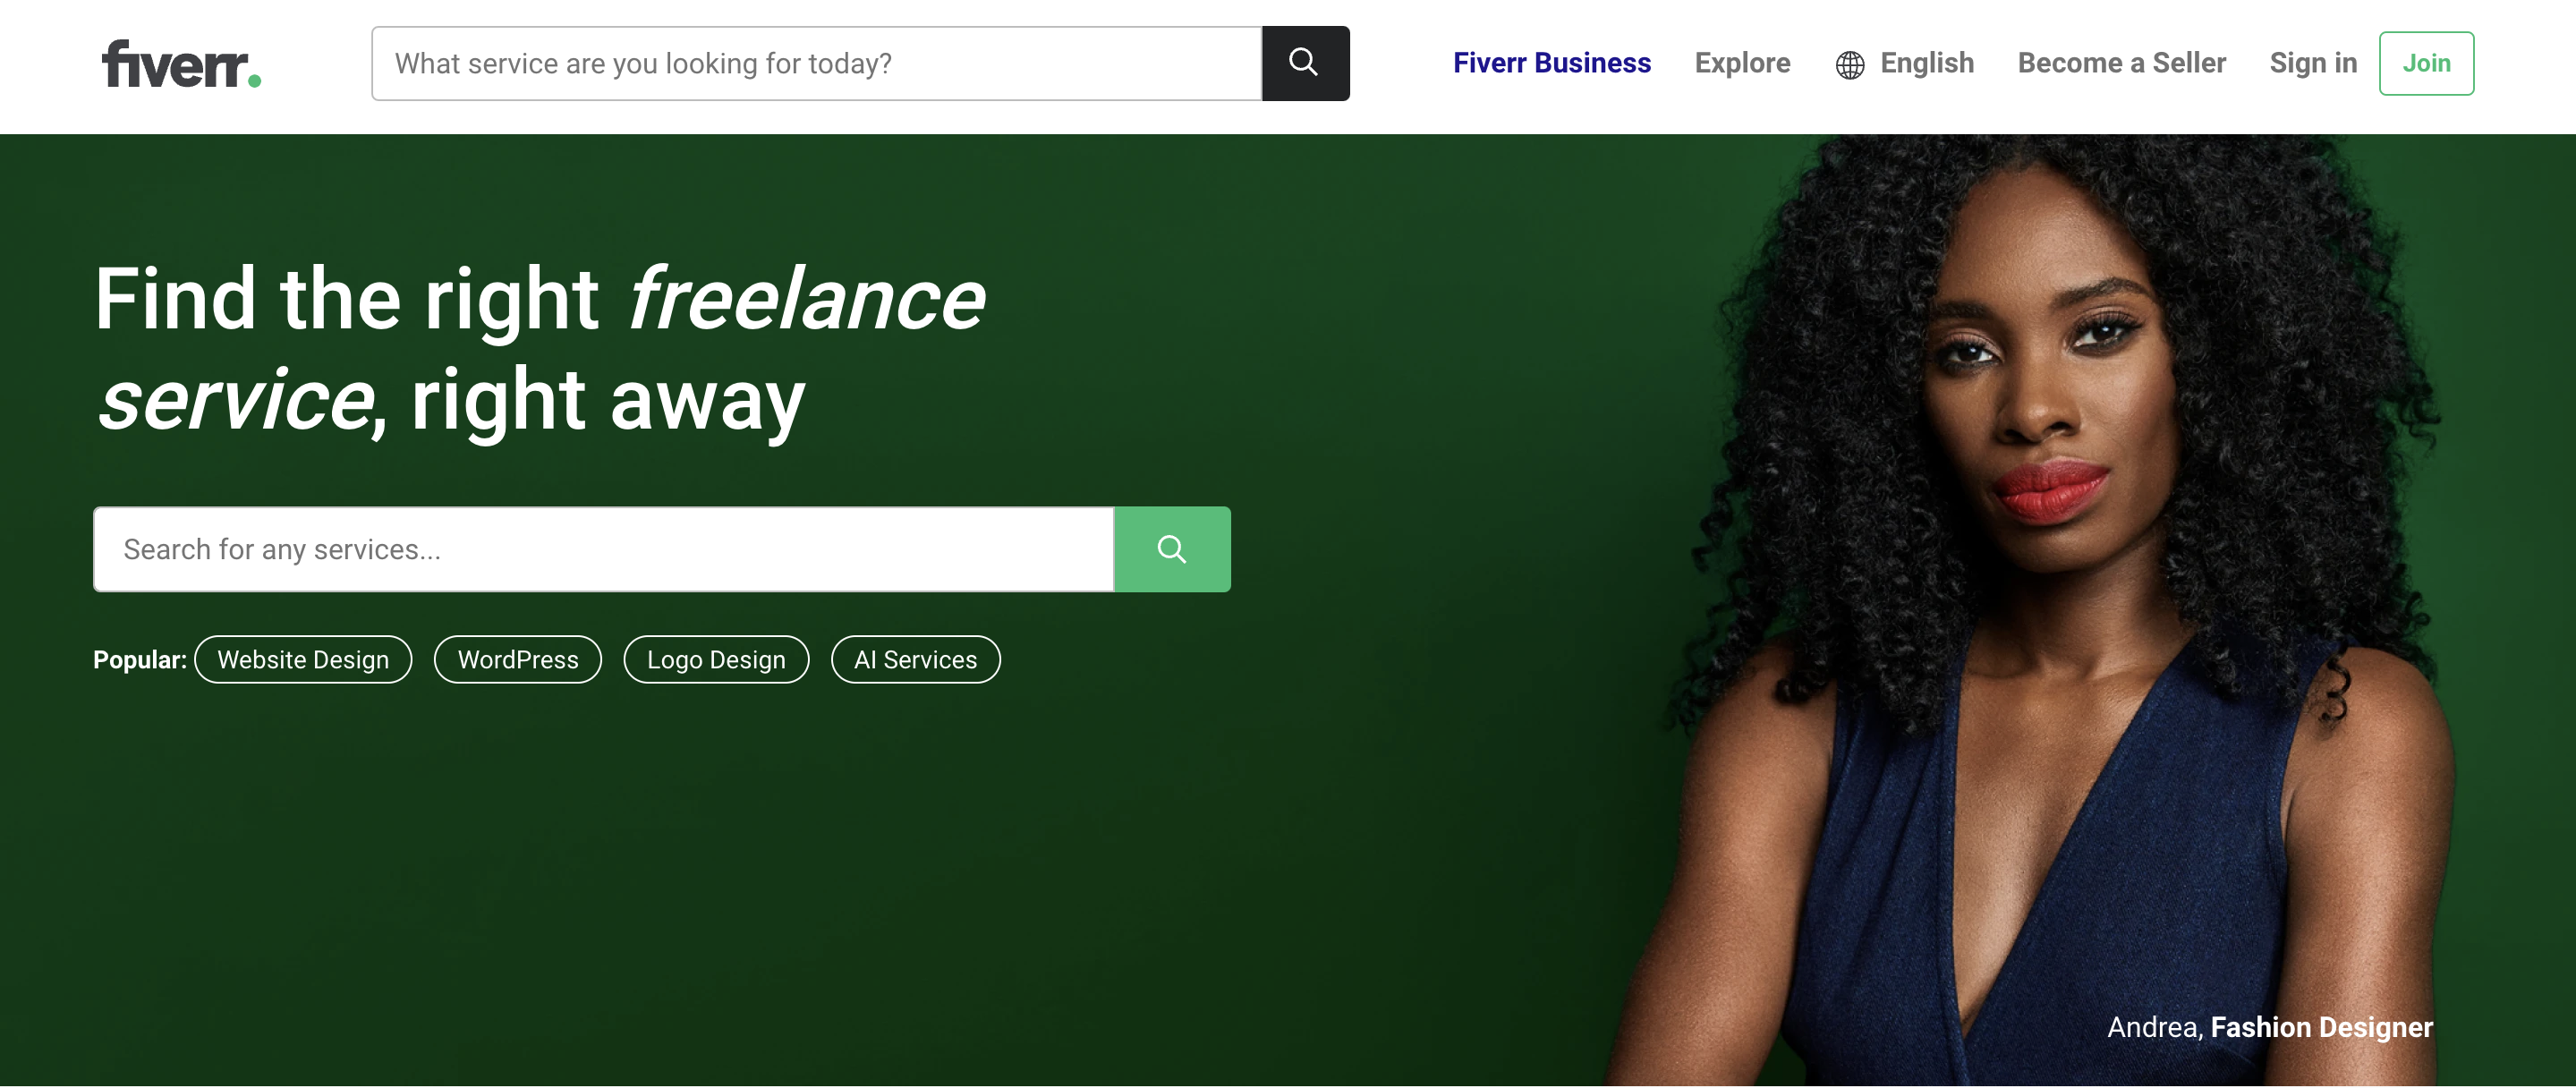 fiverr.
What service are you looking for today?
Fiverr Business
Explore
English
Become a Seller
Sign in
Join
Find the right freelance
service, right away
Search for any services...
Popular: Website Design WordPress Logo Design AI Services
Andrea, Fashion Designer